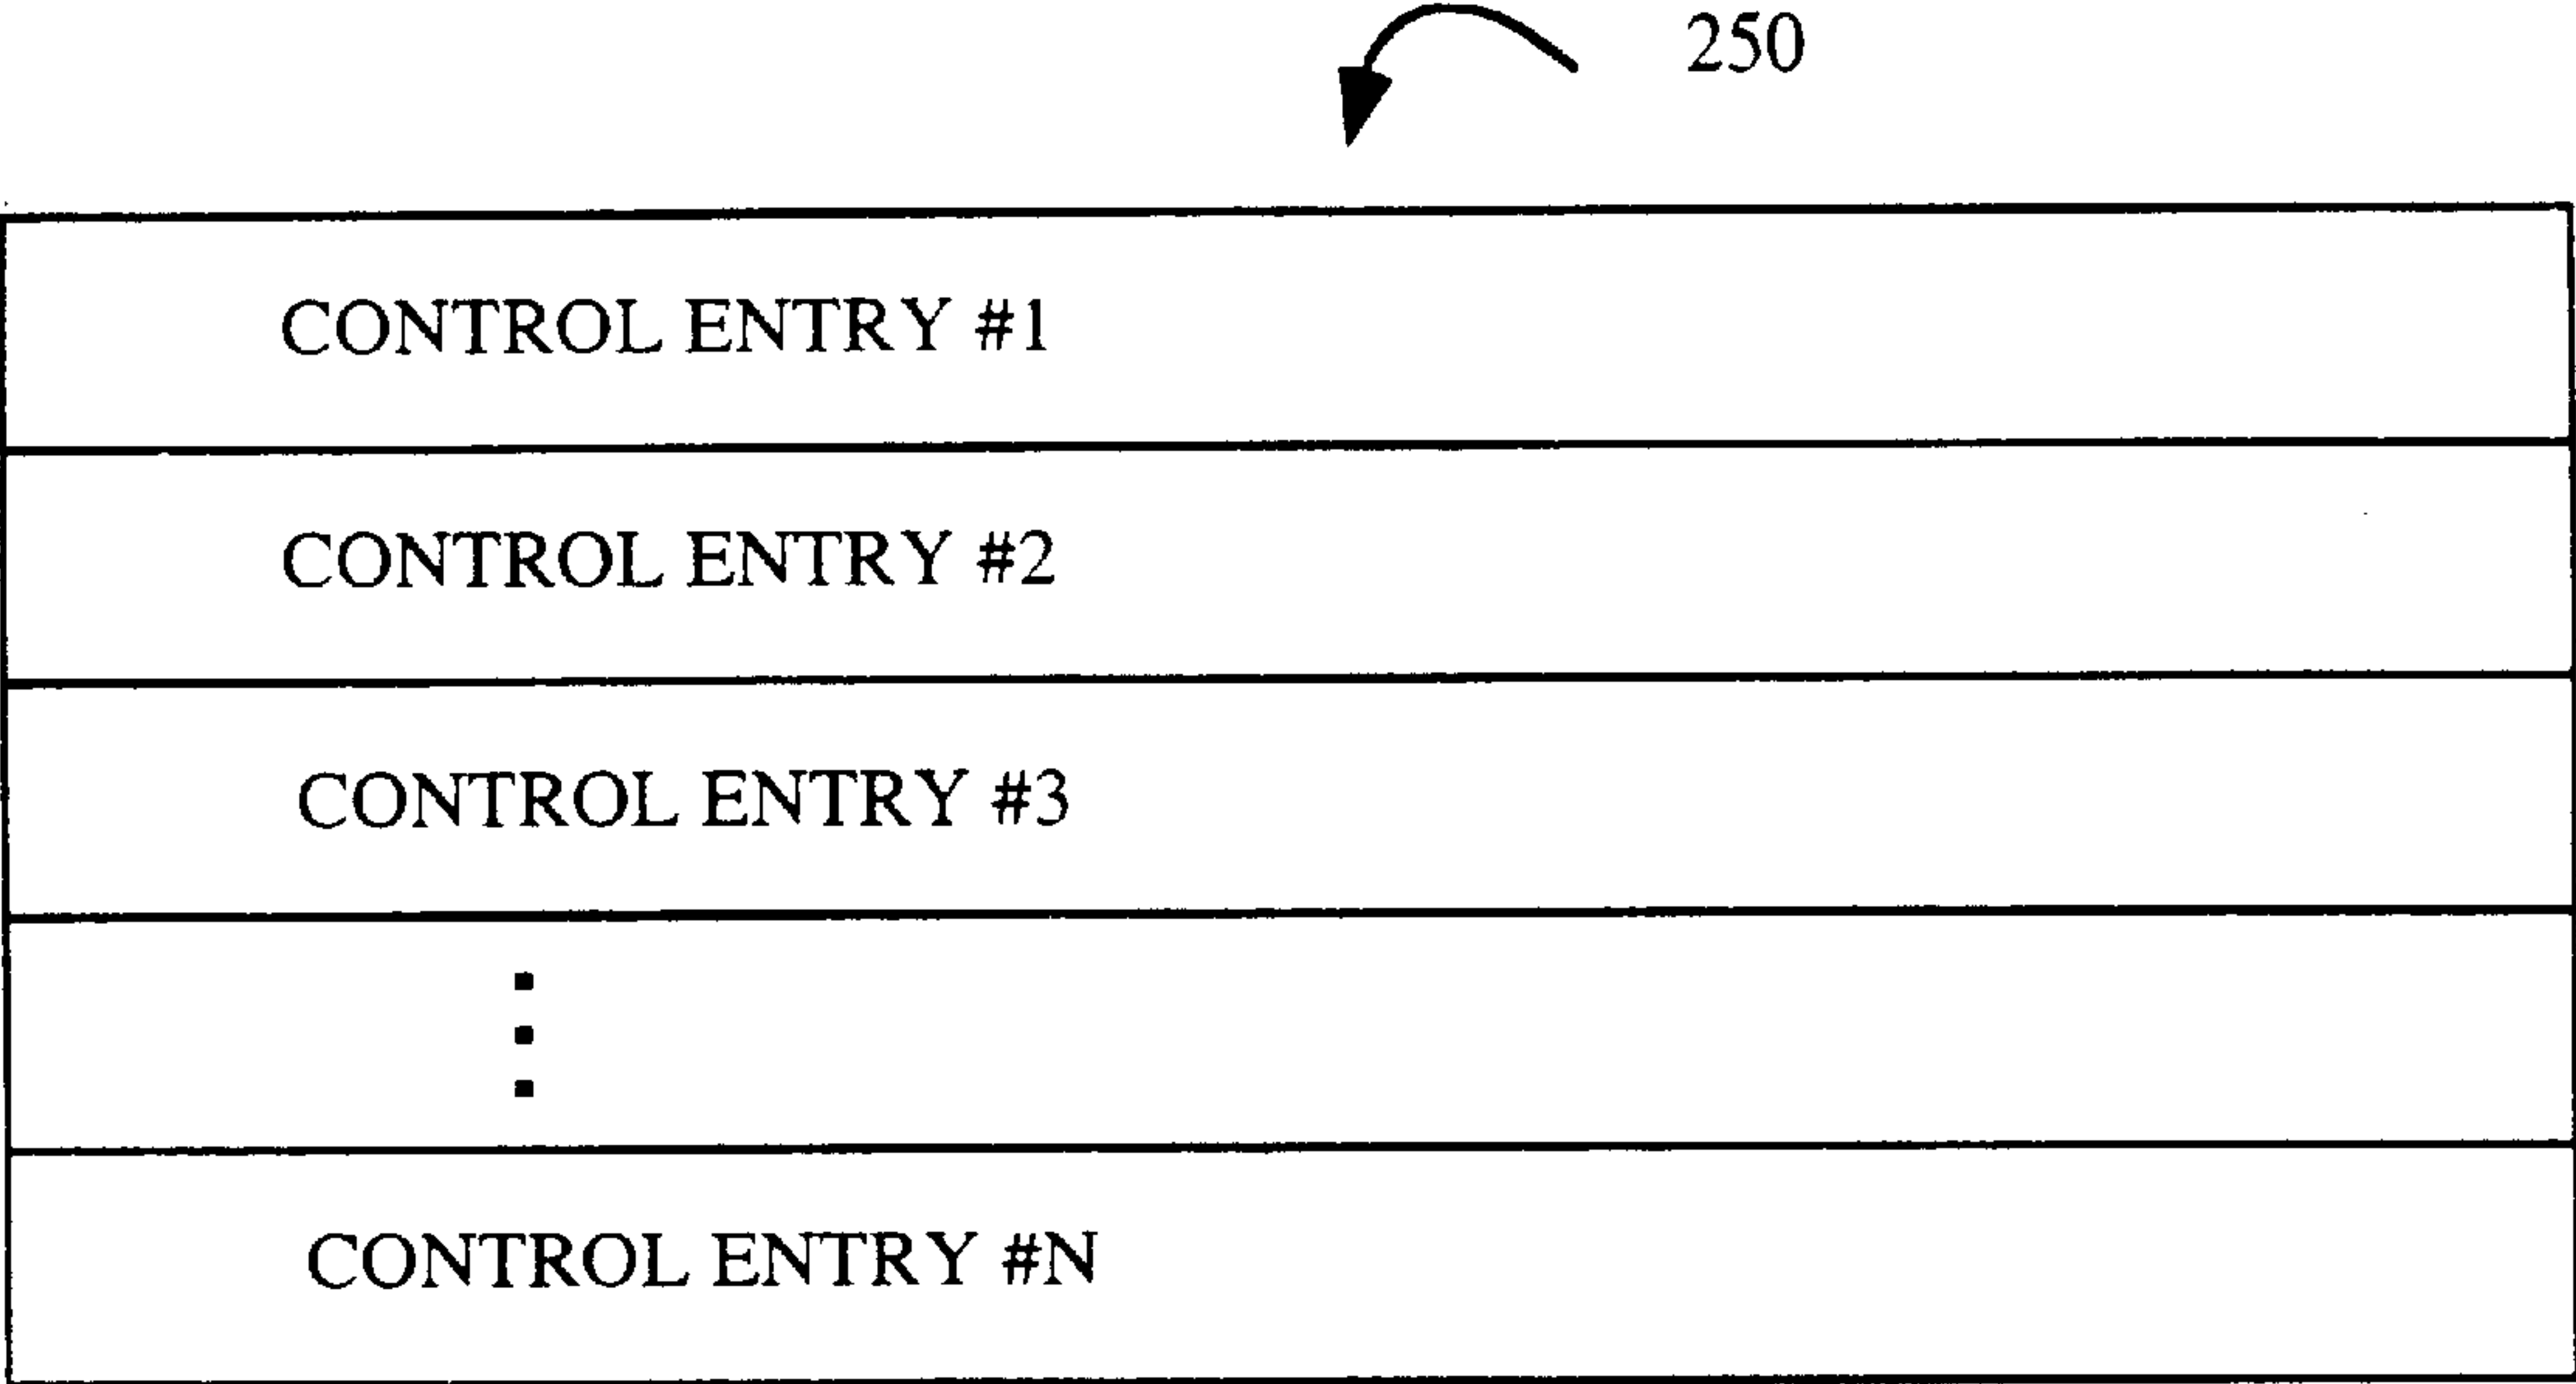 250
CONTROL ENTRY #1
CONTROL ENTRY #2
CONTROL ENTRY #3
CONTROL ENTRY #N